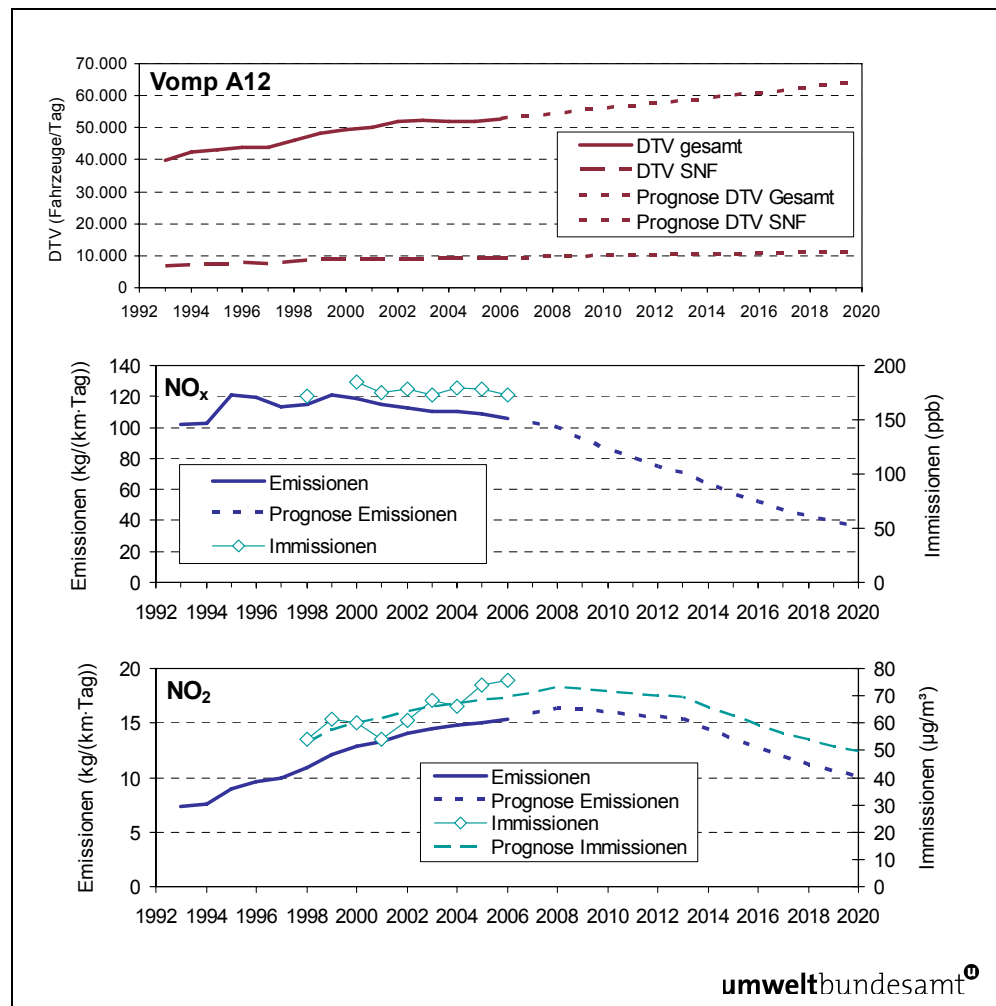 Vomp A12
DTV (Fahrzeuge/Tag)
70.000
60.000
50.000
40.000
30.000
20.000
10.000
0
DTV gesamt
DTV SNF
Prognose DTV Gesamt
Prognose DTV SNF
1992 1994 1996 1998 2000 2002 2004 2006 2008 2010 2012 2014 2016 2018 2020
NOx
Emissionen (kg/(km·Tag))
140
120
100
80
60
40
20
0
Emissionen
Prognose Emissionen
Immissionen
200
150
100
50
0
Immissionen (ppb)
1992 1994 1996 1998 2000 2002 2004 2006 2008 2010 2012 2014 2016 2018 2020
NO2
Emissionen (kg/(km·Tag))
20
15
10
5
0
Emissionen
Prognose Emissionen
Immissionen
Prognose Immissionen
80
70
60
50
40
30
20
10
0
Immissionen (µg/m³)
1992 1994 1996 1998 2000 2002 2004 2006 2008 2010 2012 2014 2016 2018 2020
umweltbundesamt u